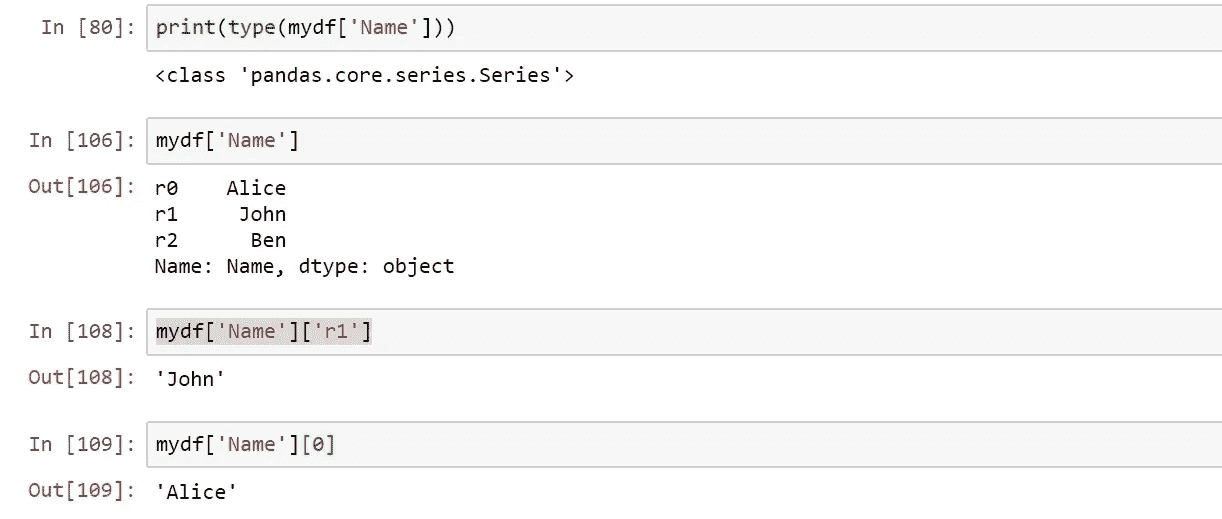 In [80]: print(type(mydf['Name']))
<class 'pandas.core.series.Series'>
In [106]: mydf['Name']
Out[106]: r0    Alice
r1     John
r2      Ben
Name: Name, dtype: object
In [108]: mydf['Name']['r1']
Out[108]: 'John'
In [109]: mydf['Name'][0]
Out[109]: 'Alice'